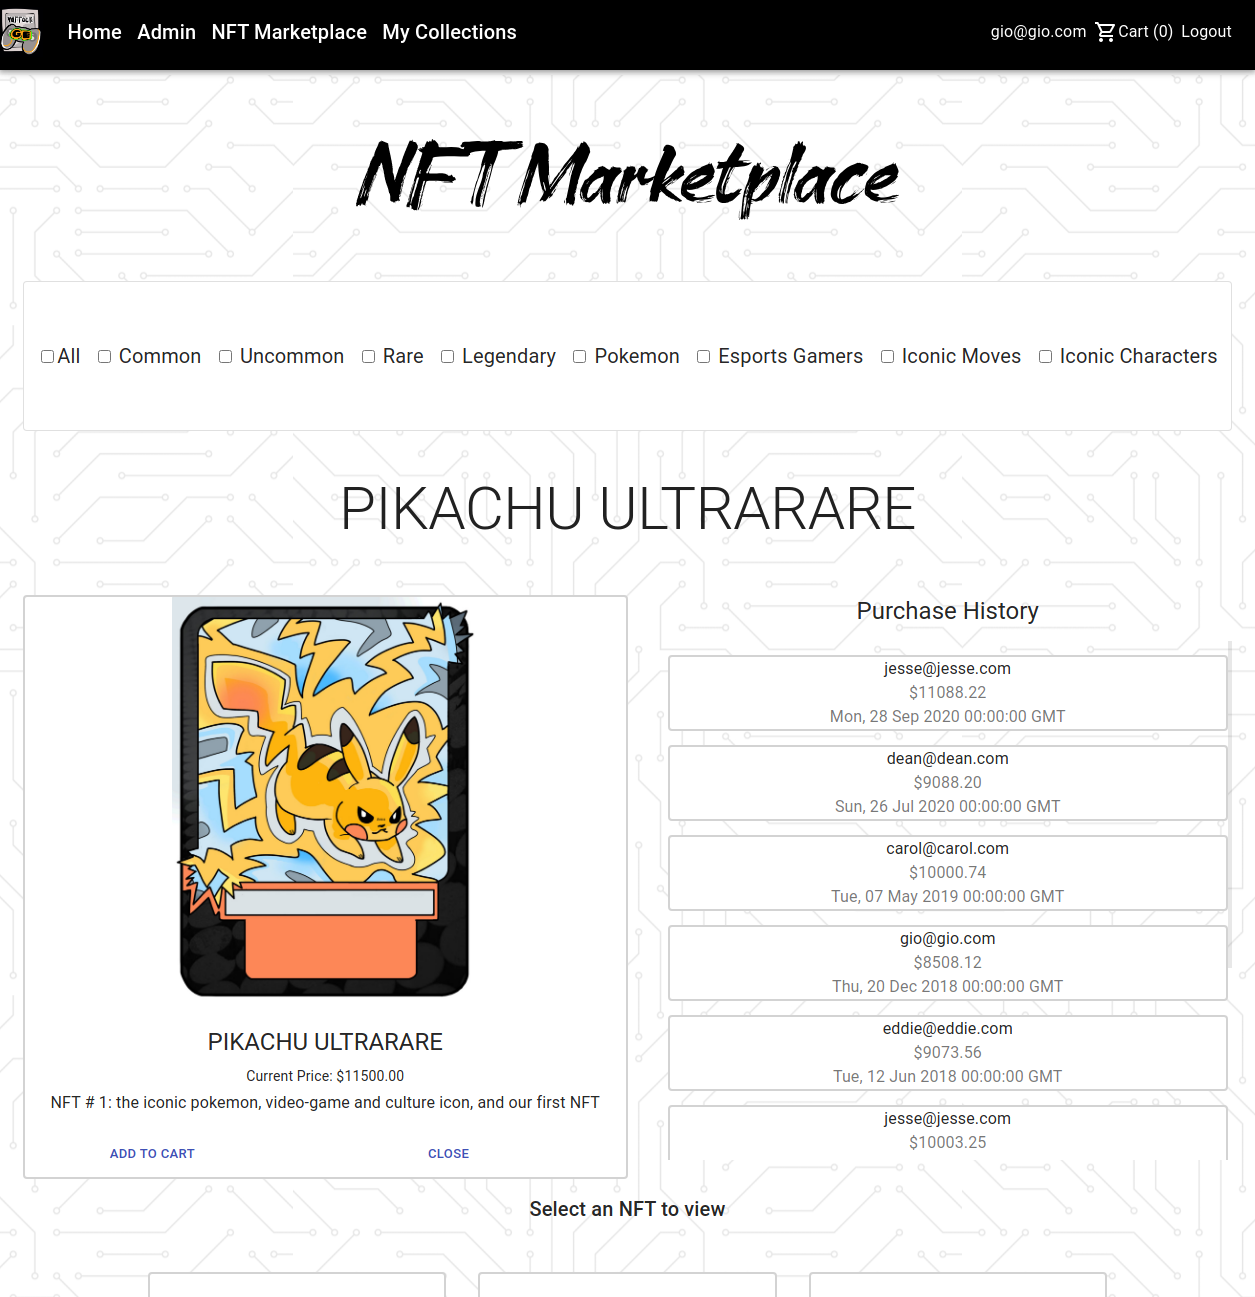 Home Admin NFT Marketplace My Collections gio@gio.com Cart (0) Logout
NFT Marketplace
All Common Uncommon Rare Legendary Pokemon Esports Gamers Iconic Moves Iconic Characters
PIKACHU ULTRARARE
PIKACHU ULTRARARE
Current Price: $11500.00
NFT # 1: the iconic pokemon, video-game and culture icon, and our first NFT
ADD TO CART CLOSE
Purchase History
jesse@jesse.com
$11088.22
Mon, 28 Sep 2020 00:00:00 GMT
dean@dean.com
$9088.20
Sun, 26 Jul 2020 00:00:00 GMT
carol@carol.com
$10000.74
Tue, 07 May 2019 00:00:00 GMT
gio@gio.com
$8508.12
Thu, 20 Dec 2018 00:00:00 GMT
eddie@eddie.com
$9073.56
Tue, 12 Jun 2018 00:00:00 GMT
jesse@jesse.com
$10003.25
Select an NFT to view